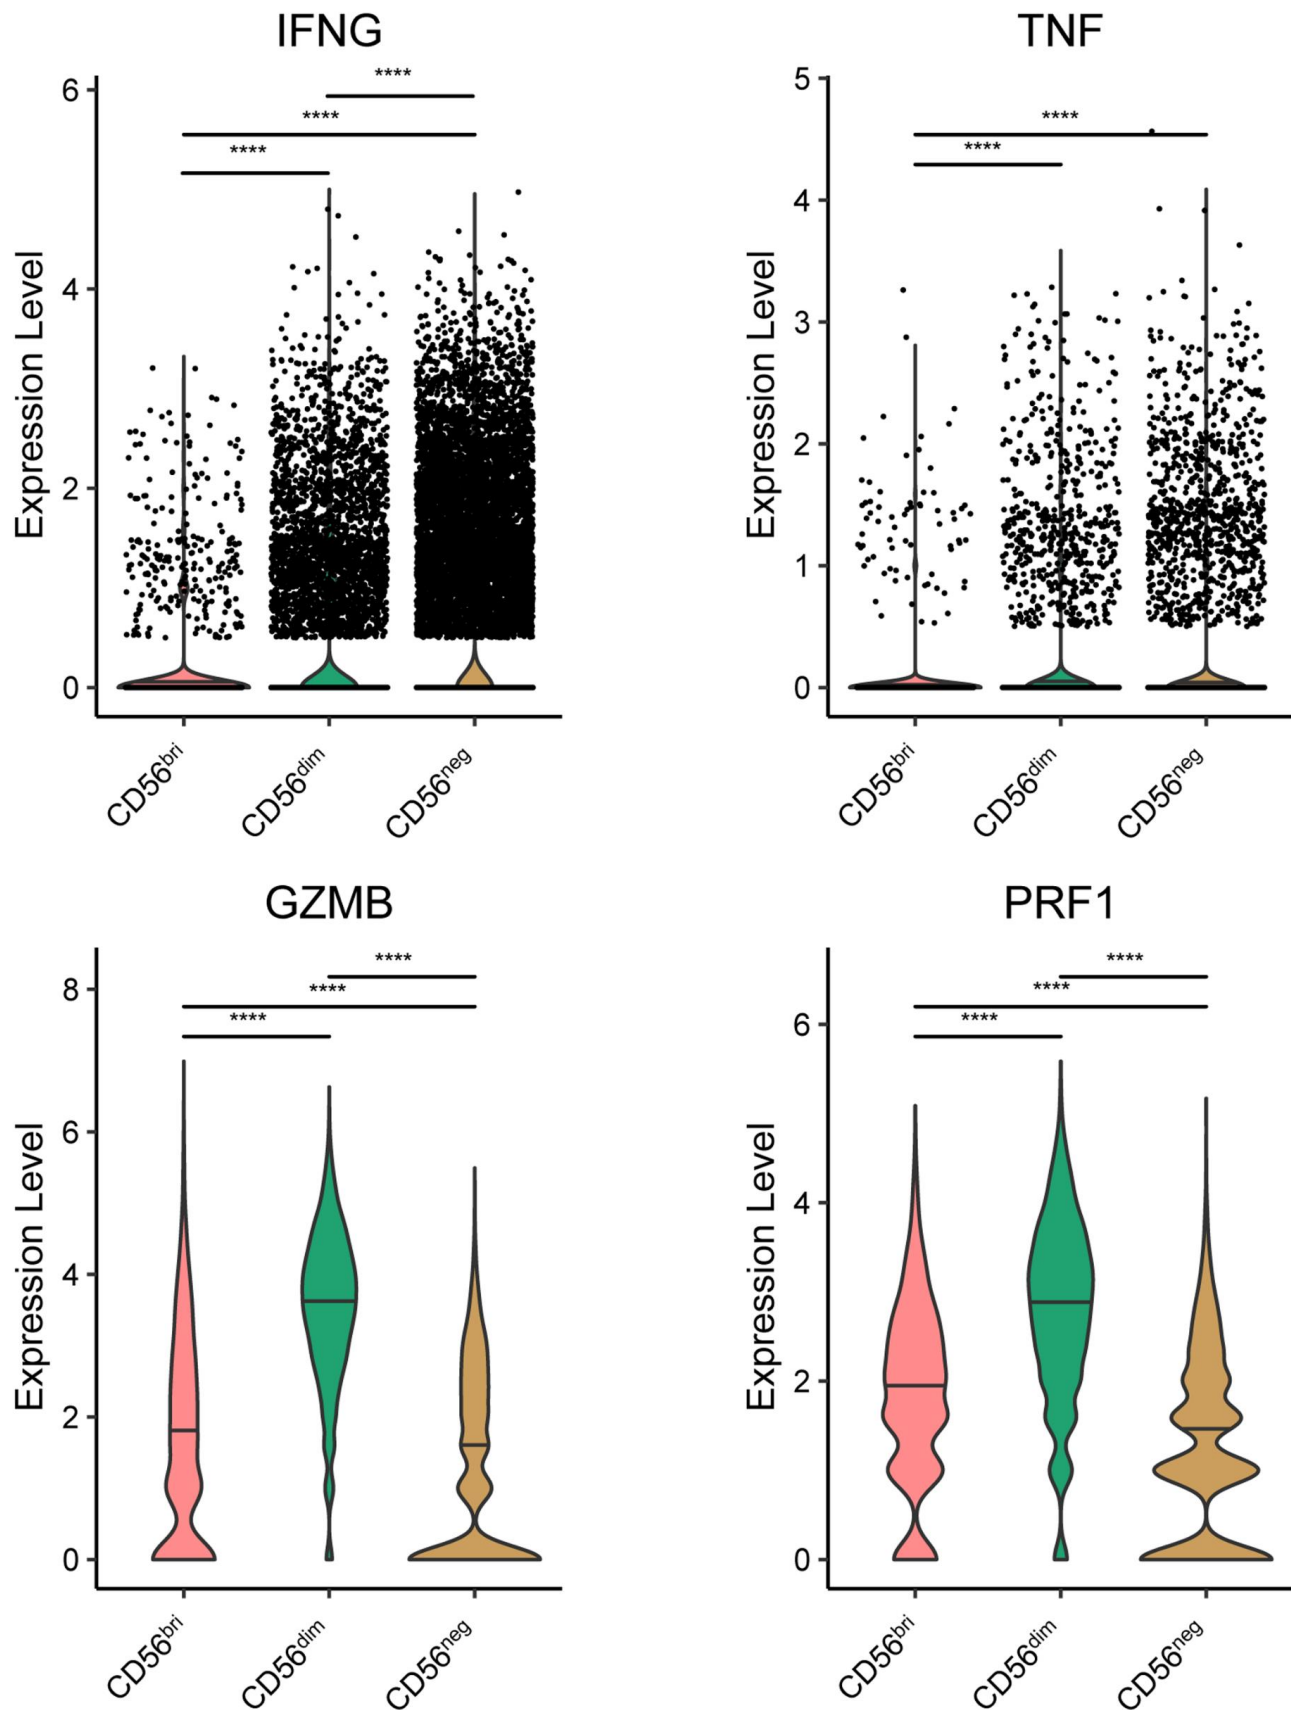 IFNG
****
****
****
6
4
2
0
Expression Level
CD56bri
CD56dim
CD56neg
TNF
****
****
5
4
3
2
1
0
Expression Level
CD56bri
CD56dim
CD56neg
GZMB
****
****
****
8
6
4
2
0
Expression Level
CD56bri
CD56dim
CD56neg
PRF1
****
****
****
6
4
2
0
Expression Level
CD56bri
CD56dim
CD56neg